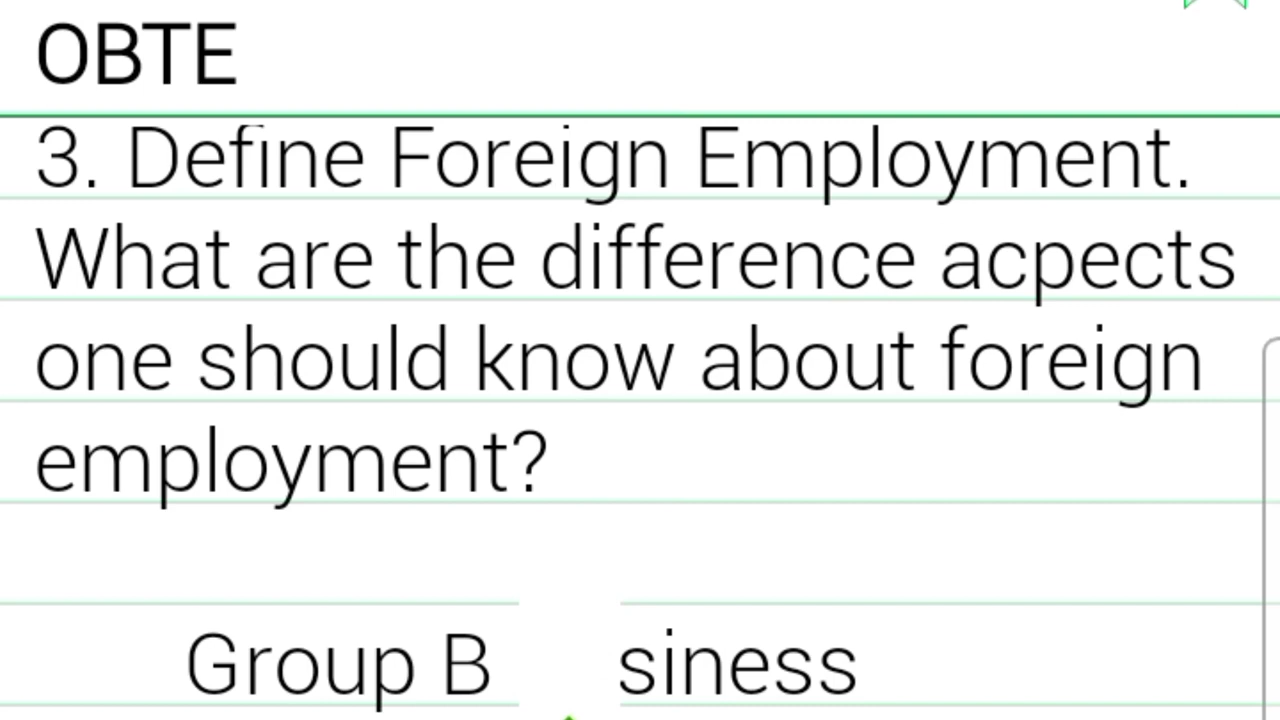 OBTE
3. Define Foreign Employment.
What are the difference acpects
one should know about foreign
employment?
Group B siness